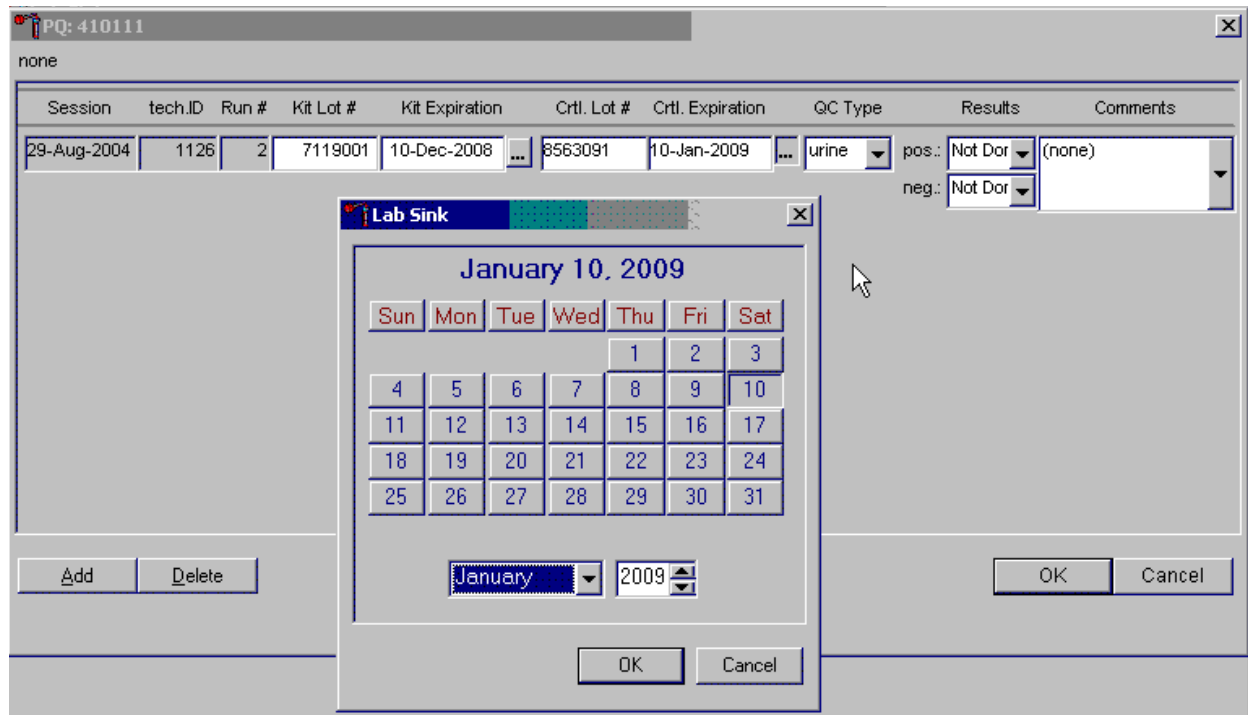 PQ: 410111
none
Session tech.ID Run # Kit Lot # Kit Expiration Crtl. Lot # Crtl. Expiration QC Type Results Comments
29-Aug-2004 1126 2 7119001 10-Dec-2008 ... 8563091 10-Jan-2009 ... urine pos.: Not Dor (none)
neg.: Not Dor
Lab Sink
January 10, 2009
Sun Mon Tue Wed Thu Fri Sat
1 2 3
4 5 6 7 8 9 10
11 12 13 14 15 16 17
18 19 20 21 22 23 24
25 26 27 28 29 30 31
January 2009
Add Delete OK Cancel
OK Cancel